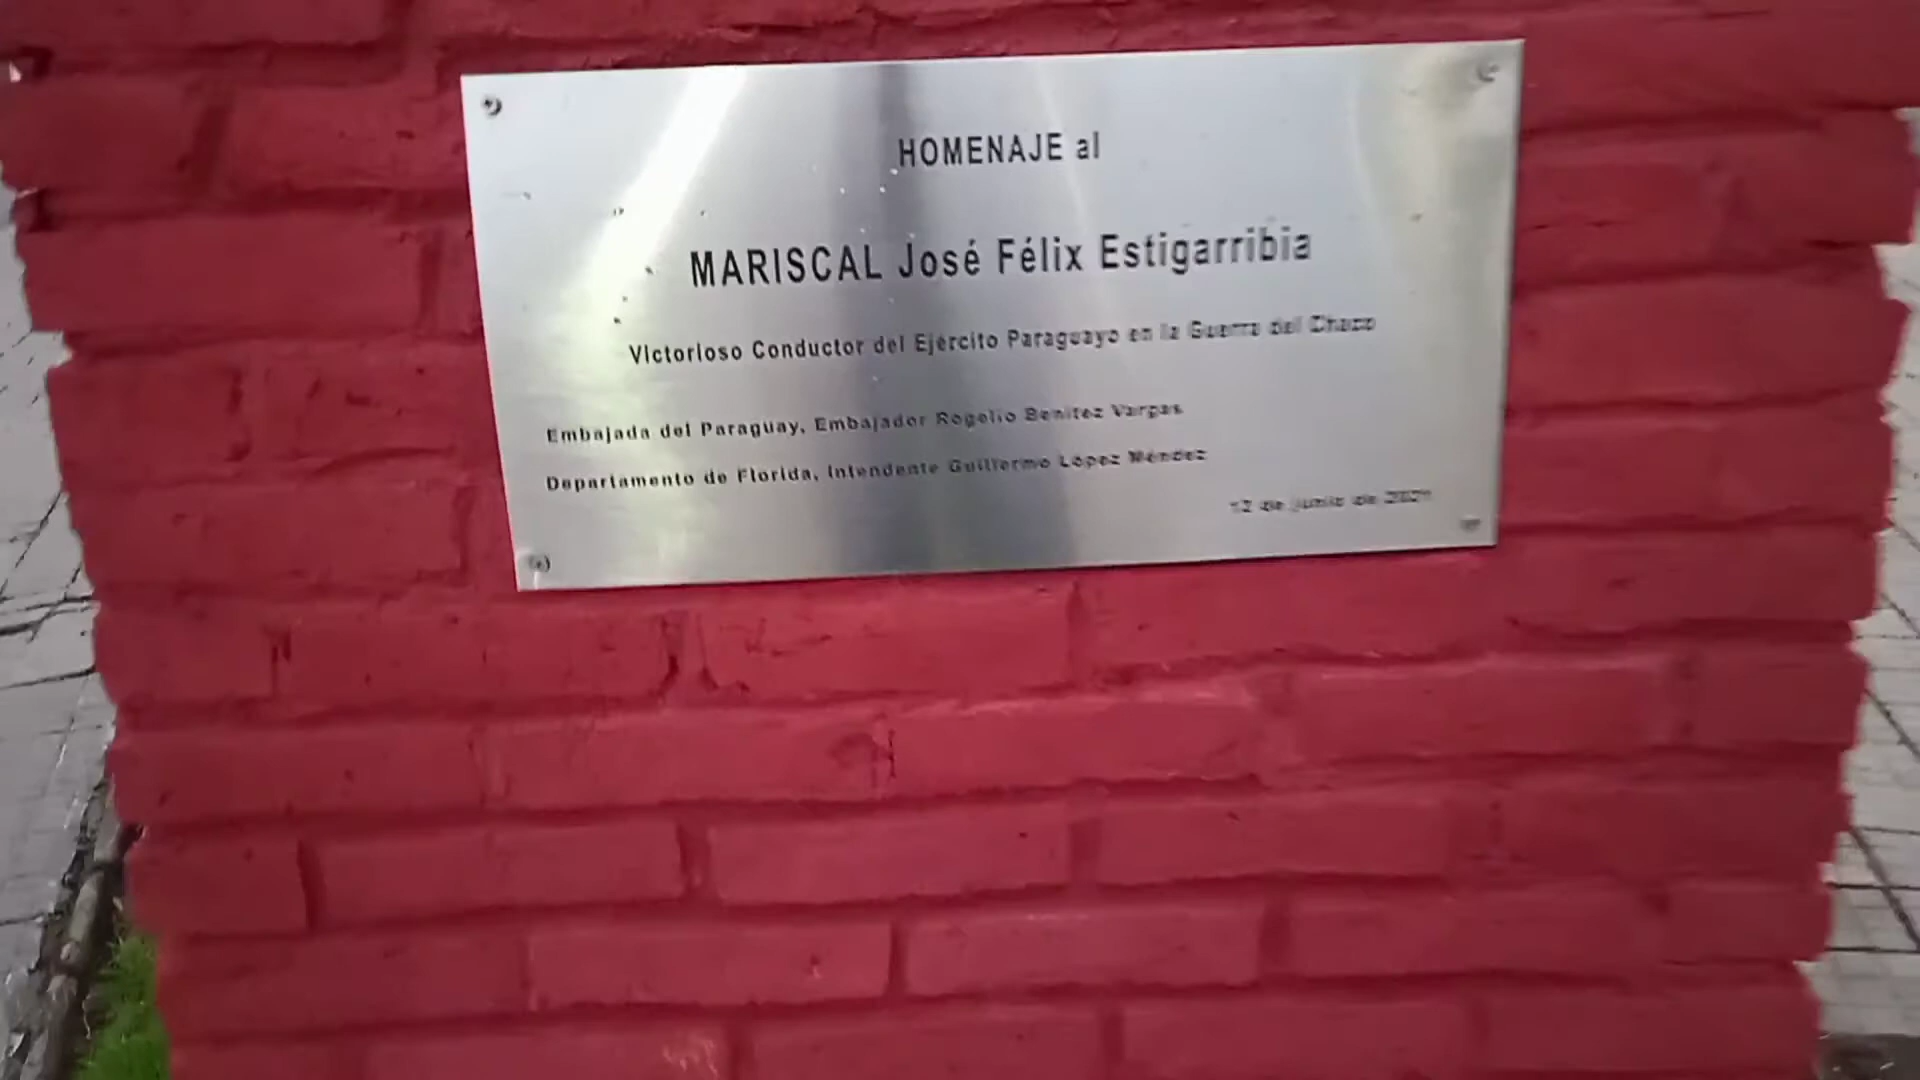 HOMENAJE al
MARISCAL José Félix Estigarribia
Victorioso Conductor del Ejército Paraguayo en la Guerra del Chaco
Embajada del Paraguay, Embajador Rogelio Benítez Vargas
Departamento de Florida, Intendente Guillermo López Méndez
12 de junio de 2021